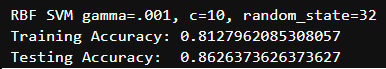 RBF SVM gamma=.001, c=10, random_state=32
Training Accuracy: 0.8127962085308057
Testing Accuracy: 0.8626373626373627